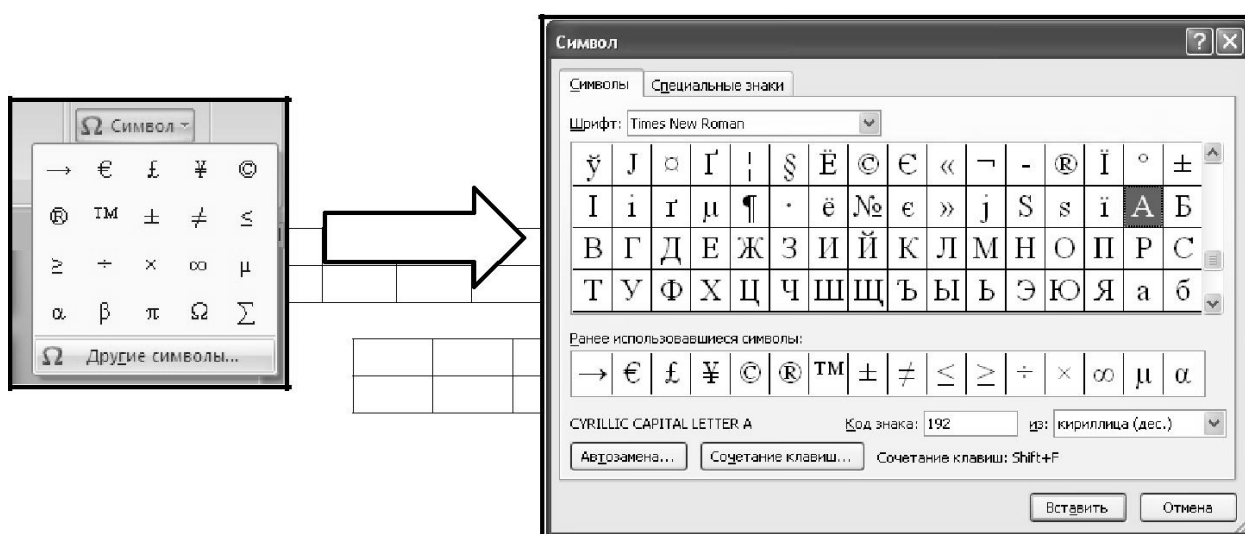 Ω Символ
→ € £ ¥ ©
® TM ± ≠ ≤
≥ ÷ × ∞ μ
α β π Ω Σ
Ω Другие символы...
Символ ? X
Символы Специальные знаки
Шрифт: Times New Roman
ў Ј ¤ Ґ ¦ § Ё © Є « ¬ - ® Ї ° ±
І і ґ µ ¶ · ё № є » ј Ѕ ѕ ї А Б
В Г Д Е Ж З И Й К Л М Н О П Р С
Т У Ф Х Ц Ч Ш Щ Ъ Ы Ь Э Ю Я а б
Ранее использовавшиеся символы:
→ € £ ¥ © ® TM ± ≠ ≤ ≥ ÷ × ∞ μ α
CYRILLIC CAPITAL LETTER A Код знака: 192 из: кириллица (дес.)
Автозамена... Сочетание клавиш... Сочетание клавиш: Shift+F
Вставить Отмена